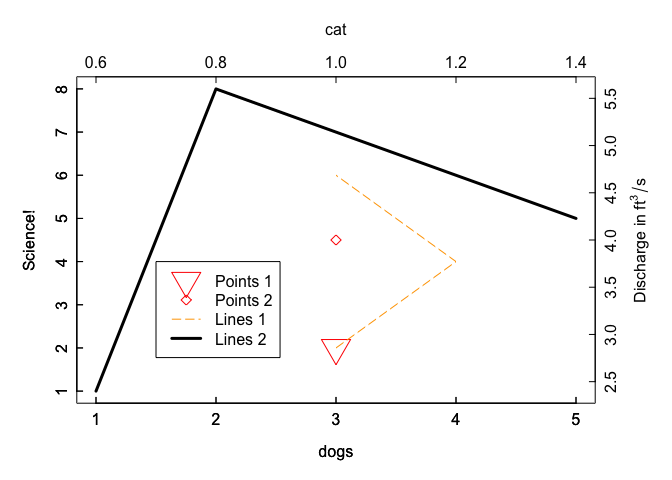 cat
0.6 0.8 1.0 1.2 1.4
8
7
6
5
4
3
2
1
Science!
5.5
5.0
4.5
4.0
3.5
3.0
2.5
Discharge in ft³/s
Points 1
Points 2
Lines 1
Lines 2
1 2 3 4 5
dogs